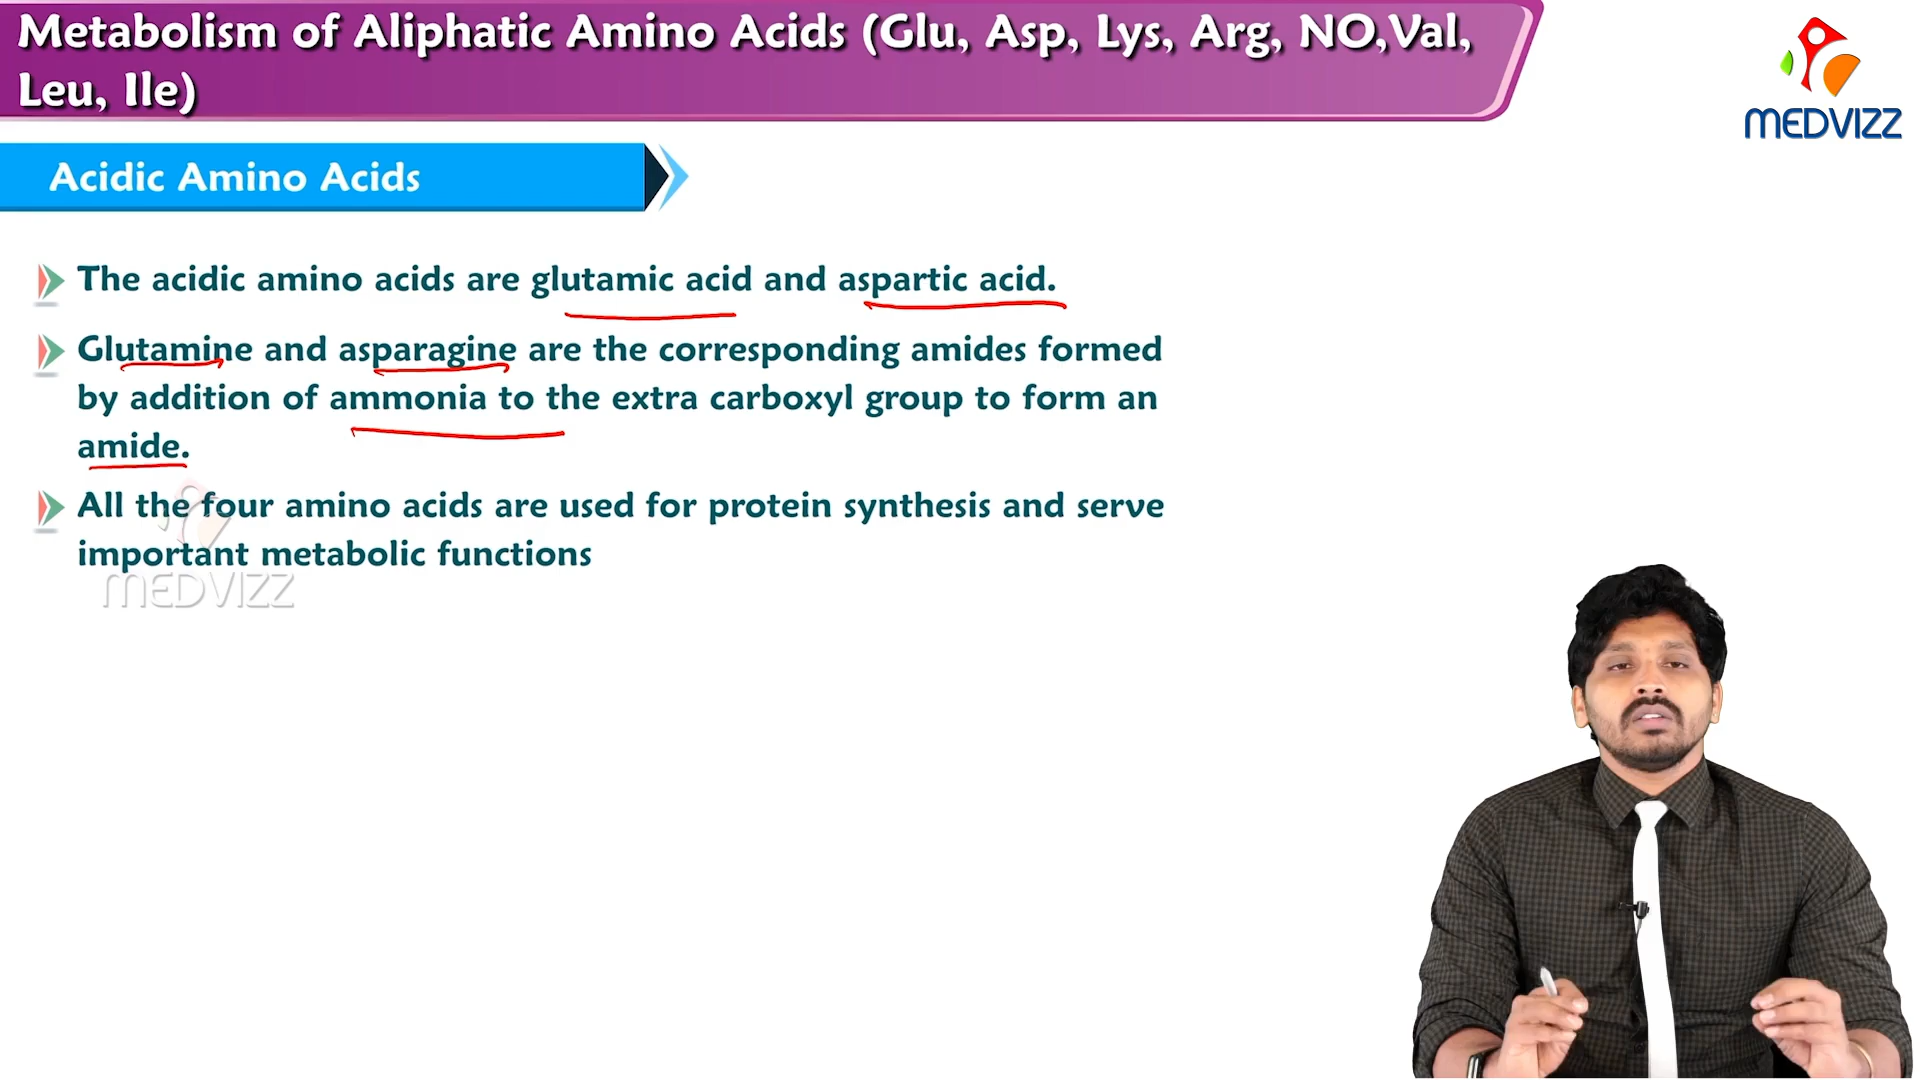 Metabolism of Aliphatic Amino Acids (Glu, Asp, Lys, Arg, NO,Val,
Leu, Ile)
MEDVIZZ
Acidic Amino Acids
The acidic amino acids are glutamic acid and aspartic acid.
Glutamine and asparagine are the corresponding amides formed
by addition of ammonia to the extra carboxyl group to form an
amide.
All the four amino acids are used for protein synthesis and serve
important metabolic functions
MEDVIZZ